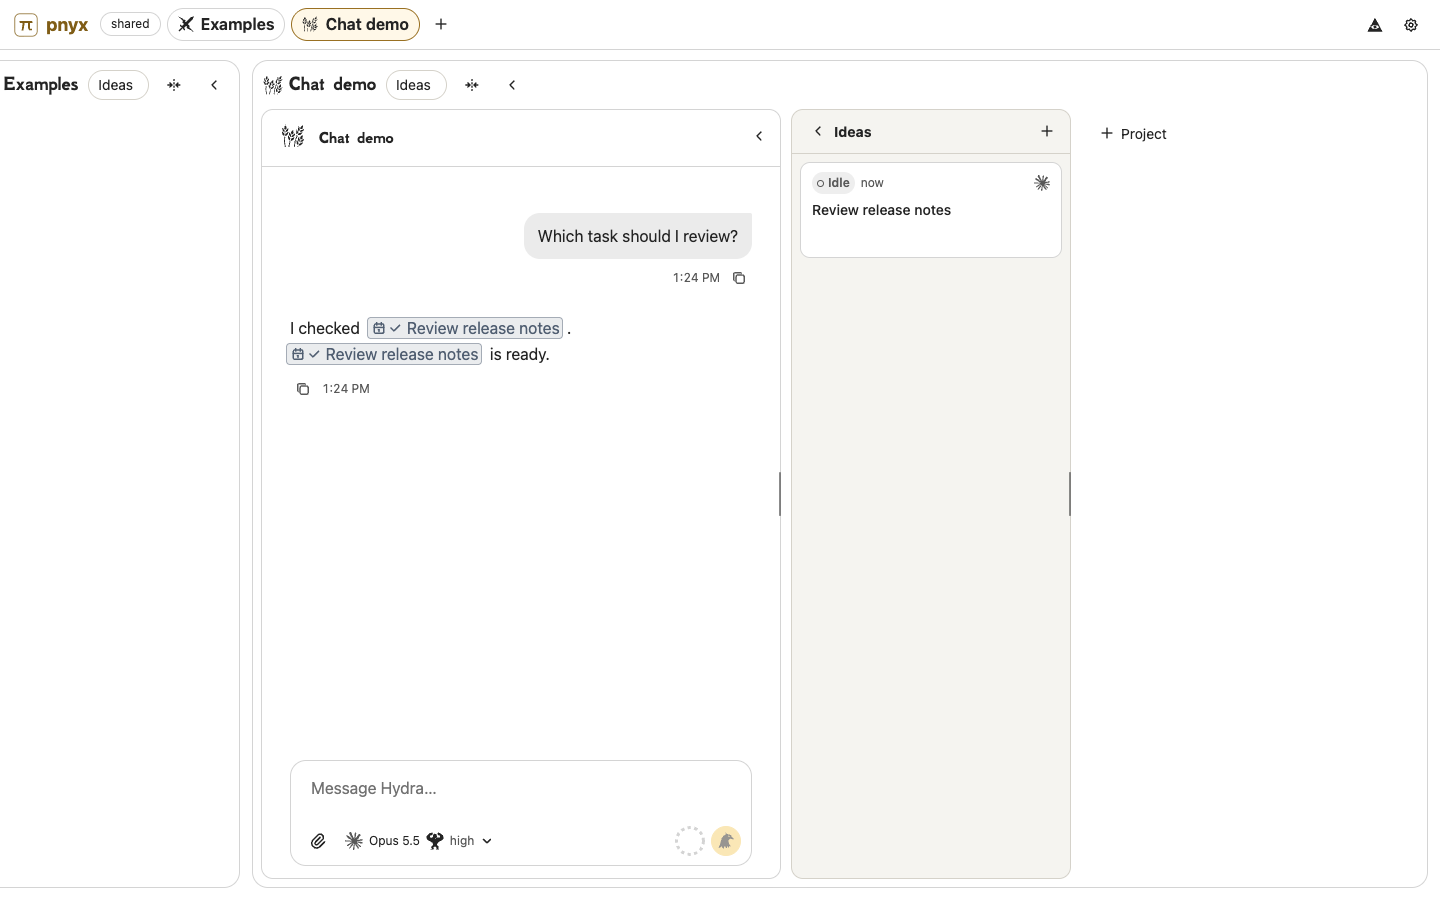 π pnyx shared Examples Chat demo
Examples Ideas
Chat demo Ideas
Chat demo
Which task should I review?
1:24 PM
I checked Review release notes .
Review release notes is ready.
1:24 PM
Message Hydra...
Opus 5.5 high
Ideas
Idle now
Review release notes
Project